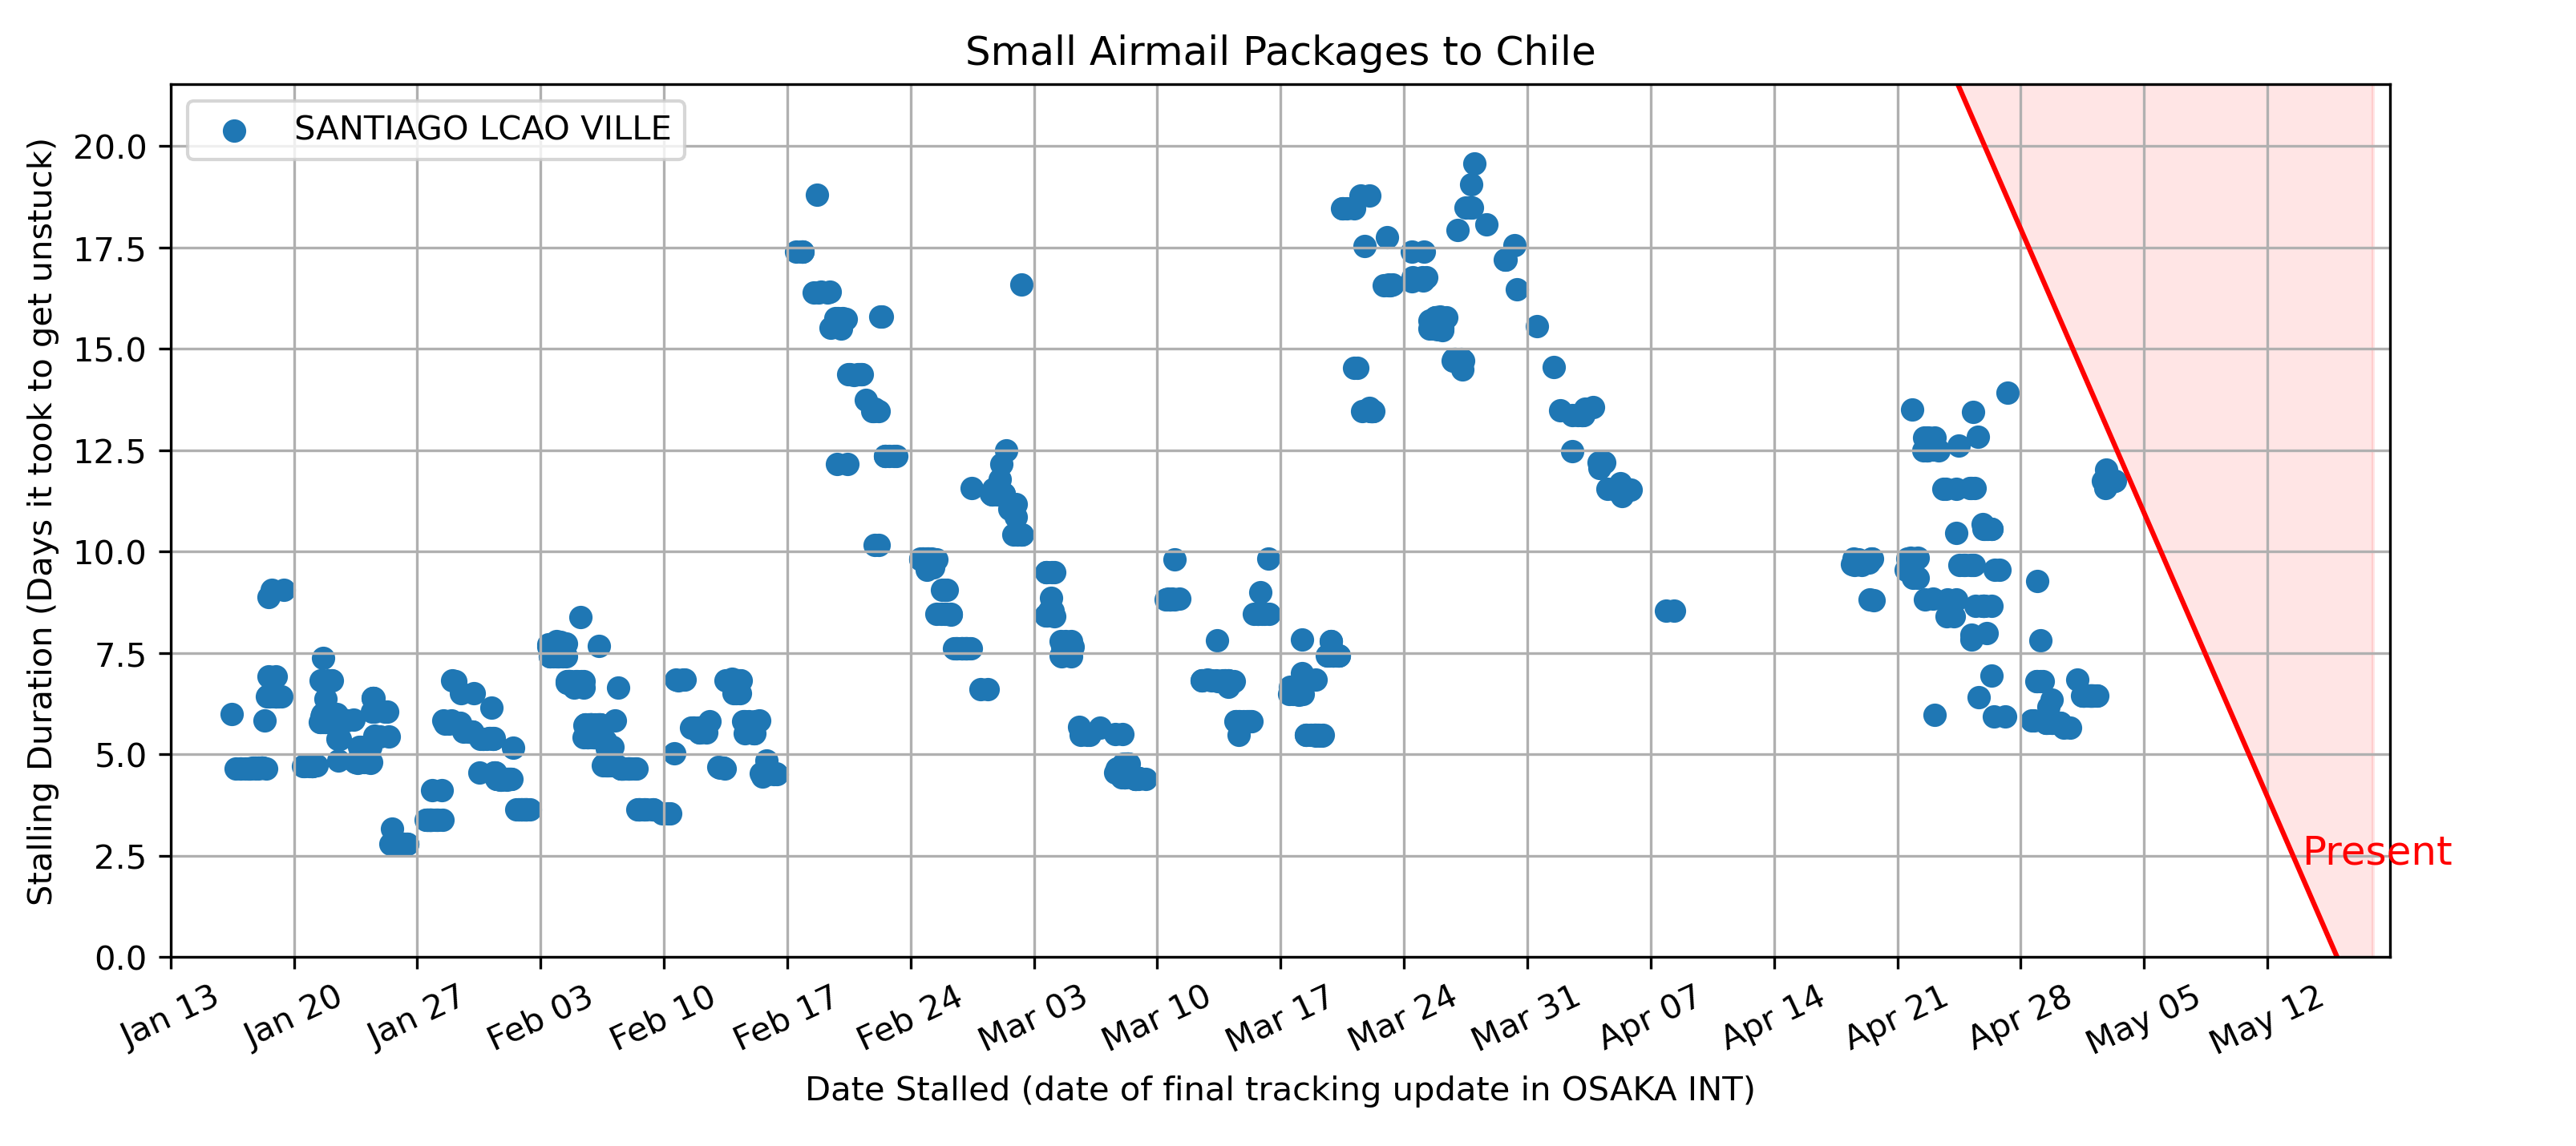 Small Airmail Packages to Chile
SANTIAGO LCAO VILLE
Stalling Duration (Days it took to get unstuck)
20.0
17.5
15.0
12.5
10.0
7.5
5.0
2.5
0.0
Present
Jan 13
Jan 20
Jan 27
Feb 03
Feb 10
Feb 17
Feb 24
Mar 03
Mar 10
Mar 17
Mar 24
Mar 31
Apr 07
Apr 14
Apr 21
Apr 28
May 05
May 12
Date Stalled (date of final tracking update in OSAKA INT)